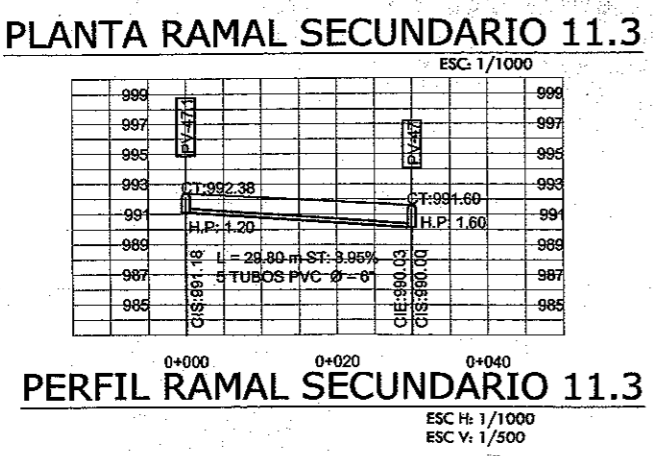 PLANTA RAMAL SECUNDARIO 11.3
ESC: 1/1000
999 999
PV-47.1
PV-47
997 997
995 995
993 993
CT:992.38
CT:991.60
991 991
H.P: 1.20
H.P: 1.60
989 989
L = 29.80 m ST: 3.95%
987 987
5 TUBOS PVC Ø = 6"
985 985
CIS:991.18
CIE:990.03
CIS:990.00
0+000 0+020 0+040
PERFIL RAMAL SECUNDARIO 11.3
ESC H: 1/1000
ESC V: 1/500